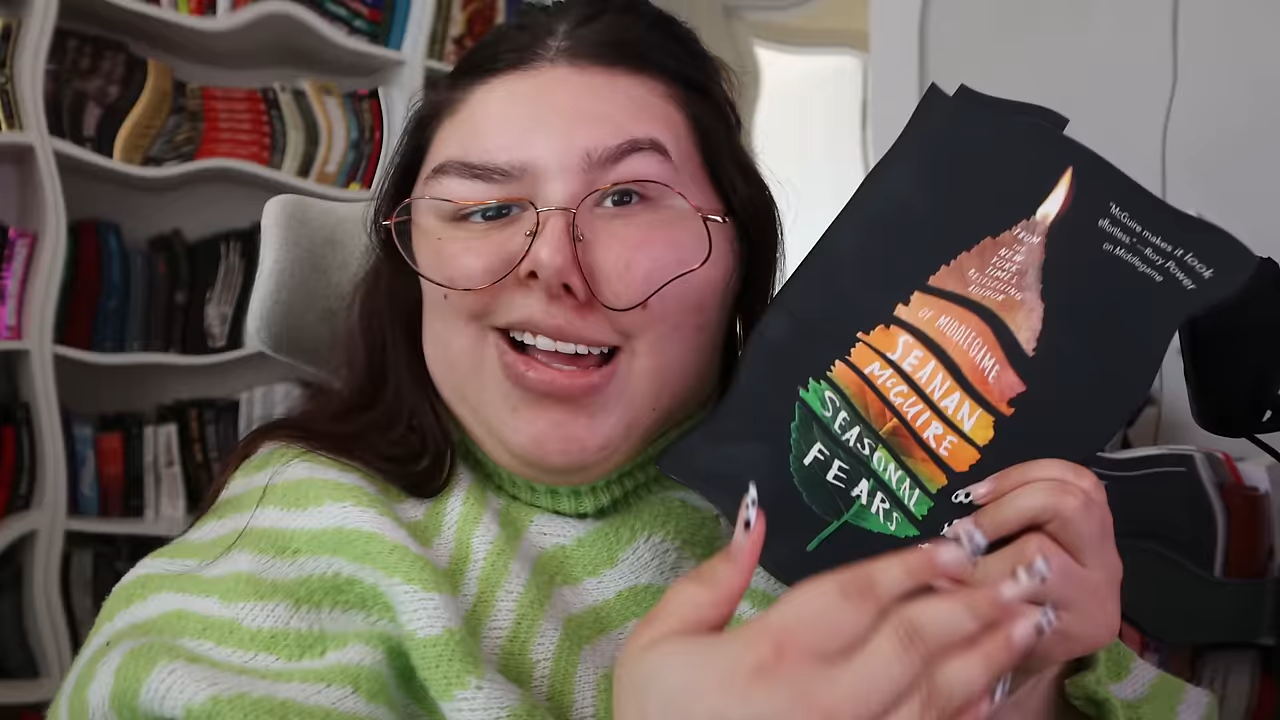 "McGuire makes it look
effortless." —Rory Power
on Middlegame
FROM
THE
NEW
YORK
TIMES
BESTSELLING
AUTHOR
OF MIDDLEGAME
SEANAN
McGUIRE
SEASONAL
FEARS